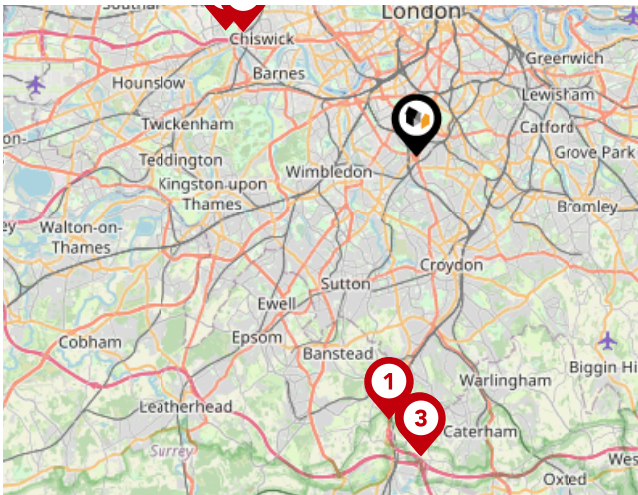 London
Chiswick
Greenwich
Hounslow
Barnes
Lewisham
Twickenham
Catford
Teddington
Grove Park
Wimbledon
Kingston upon
Thames
Bromley
Walton-on-
Thames
Croydon
Sutton
Ewell
Epsom
Cobham
Banstead
Biggin Hi
1
Warlingham
Leatherhead
3
Caterham
Surrey
Wes
Oxted